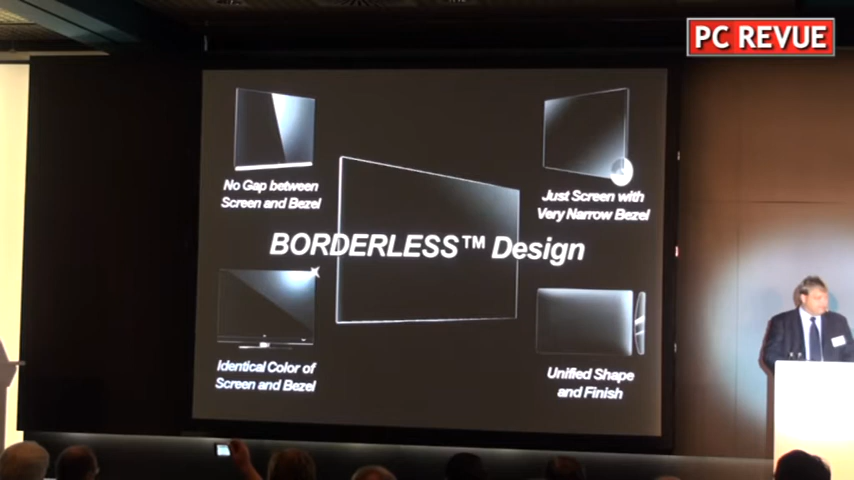 PC REVUE
No Gap between
Screen and Bezel
Just Screen with
Very Narrow Bezel
BORDERLESS™ Design
Identical Color of
Screen and Bezel
Unified Shape
and Finish